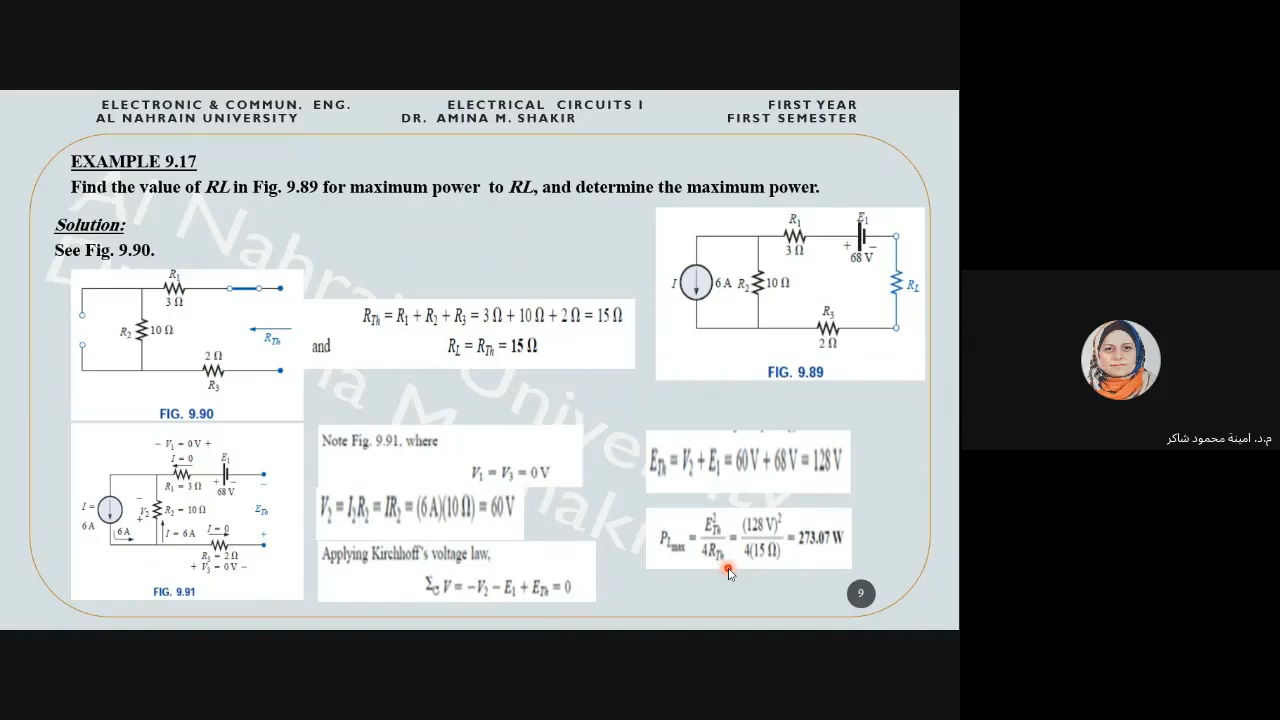 ELECTRONIC & COMMUN. ENG. ELECTRICAL CIRCUITS I FIRST YEAR
AL NAHRAIN UNIVERSITY DR. AMINA M. SHAKIR FIRST SEMESTER
EXAMPLE 9.17
Find the value of RL in Fig. 9.89 for maximum power to RL, and determine the maximum power.
Solution:
See Fig. 9.90.
R1
3 Ω
R2 10 Ω
RTh
2 Ω
R3
FIG. 9.90
RTh = R1 + R2 + R3 = 3 Ω + 10 Ω + 2 Ω = 15 Ω
and RL = RTh = 15 Ω
R1
3 Ω
E1
+ −
68 V
I 6 A R2 10 Ω RL
R3
2 Ω
FIG. 9.89
− V1 = 0 V +
I = 0
E1
R1 = 3 Ω
+ −
68 V
−
I =
6 A
−
V2
+
R2 = 10 Ω
ETh
6 A
I = 6 A
I = 0
+
R3 = 2 Ω
+ V3 = 0 V −
FIG. 9.91
Note Fig. 9.91, where
V1 = V3 = 0 V
V2 = I2R2 = IR2 = (6 A)(10 Ω) = 60 V
Applying Kirchhoff's voltage law,
Σ V = −V2 − E1 + ETh = 0
ETh = V2 + E1 = 60 V + 68 V = 128 V
PLmax = E²Th / 4RTh = (128 V)² / 4(15 Ω) = 273.07 W
9
م.د. امينة محمود شاكر